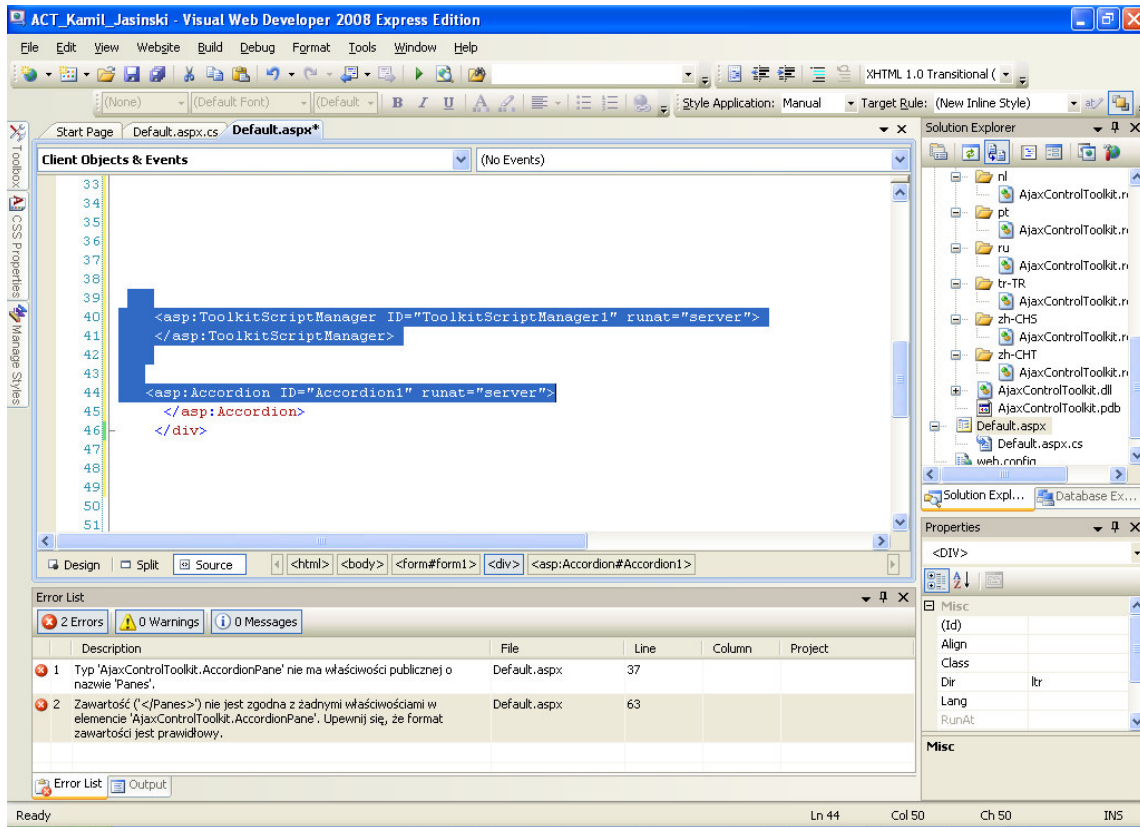 ACT_Kamil_Jasinski - Visual Web Developer 2008 Express Edition
File Edit View Website Build Debug Format Tools Window Help
XHTML 1.0 Transitional (
(None) (Default Font) (Default B I U A Style Application: Manual Target Rule: (New Inline Style)
Start Page Default.aspx.cs Default.aspx*
Client Objects & Events (No Events)
Toolbox
CSS Properties
Manage Styles
33
34
35
36
37
38
39
40 <asp:ToolkitScriptManager ID="ToolkitScriptManager1" runat="server">
41 </asp:ToolkitScriptManager>
42
43
44 <asp:Accordion ID="Accordion1" runat="server">
45 </asp:Accordion>
46 </div>
47
48
49
50
51
Design Split Source <html> <body> <form#form1> <div> <asp:Accordion#Accordion1>
Solution Explorer
nl
AjaxControlToolkit.r
pt
AjaxControlToolkit.r
ru
AjaxControlToolkit.r
tr-TR
AjaxControlToolkit.r
zh-CHS
AjaxControlToolkit.r
zh-CHT
AjaxControlToolkit.r
AjaxControlToolkit.dll
AjaxControlToolkit.pdb
Default.aspx
Default.aspx.cs
web.config
Solution Expl... Database Ex...
Properties
<DIV>
Misc
(Id)
Align
Class
Dir ltr
Lang
RunAt
Misc
Error List
2 Errors 0 Warnings 0 Messages
Description File Line Column Project
1 Typ 'AjaxControlToolkit.AccordionPane' nie ma właściwości publicznej o Default.aspx 37
nazwie 'Panes'.
2 Zawartość ('</Panes>') nie jest zgodna z żadnymi właściwościami w Default.aspx 63
elemencie 'AjaxControlToolkit.AccordionPane'. Upewnij się, że format
zawartości jest prawidłowy.
Error List Output
Ready Ln 44 Col 50 Ch 50 INS